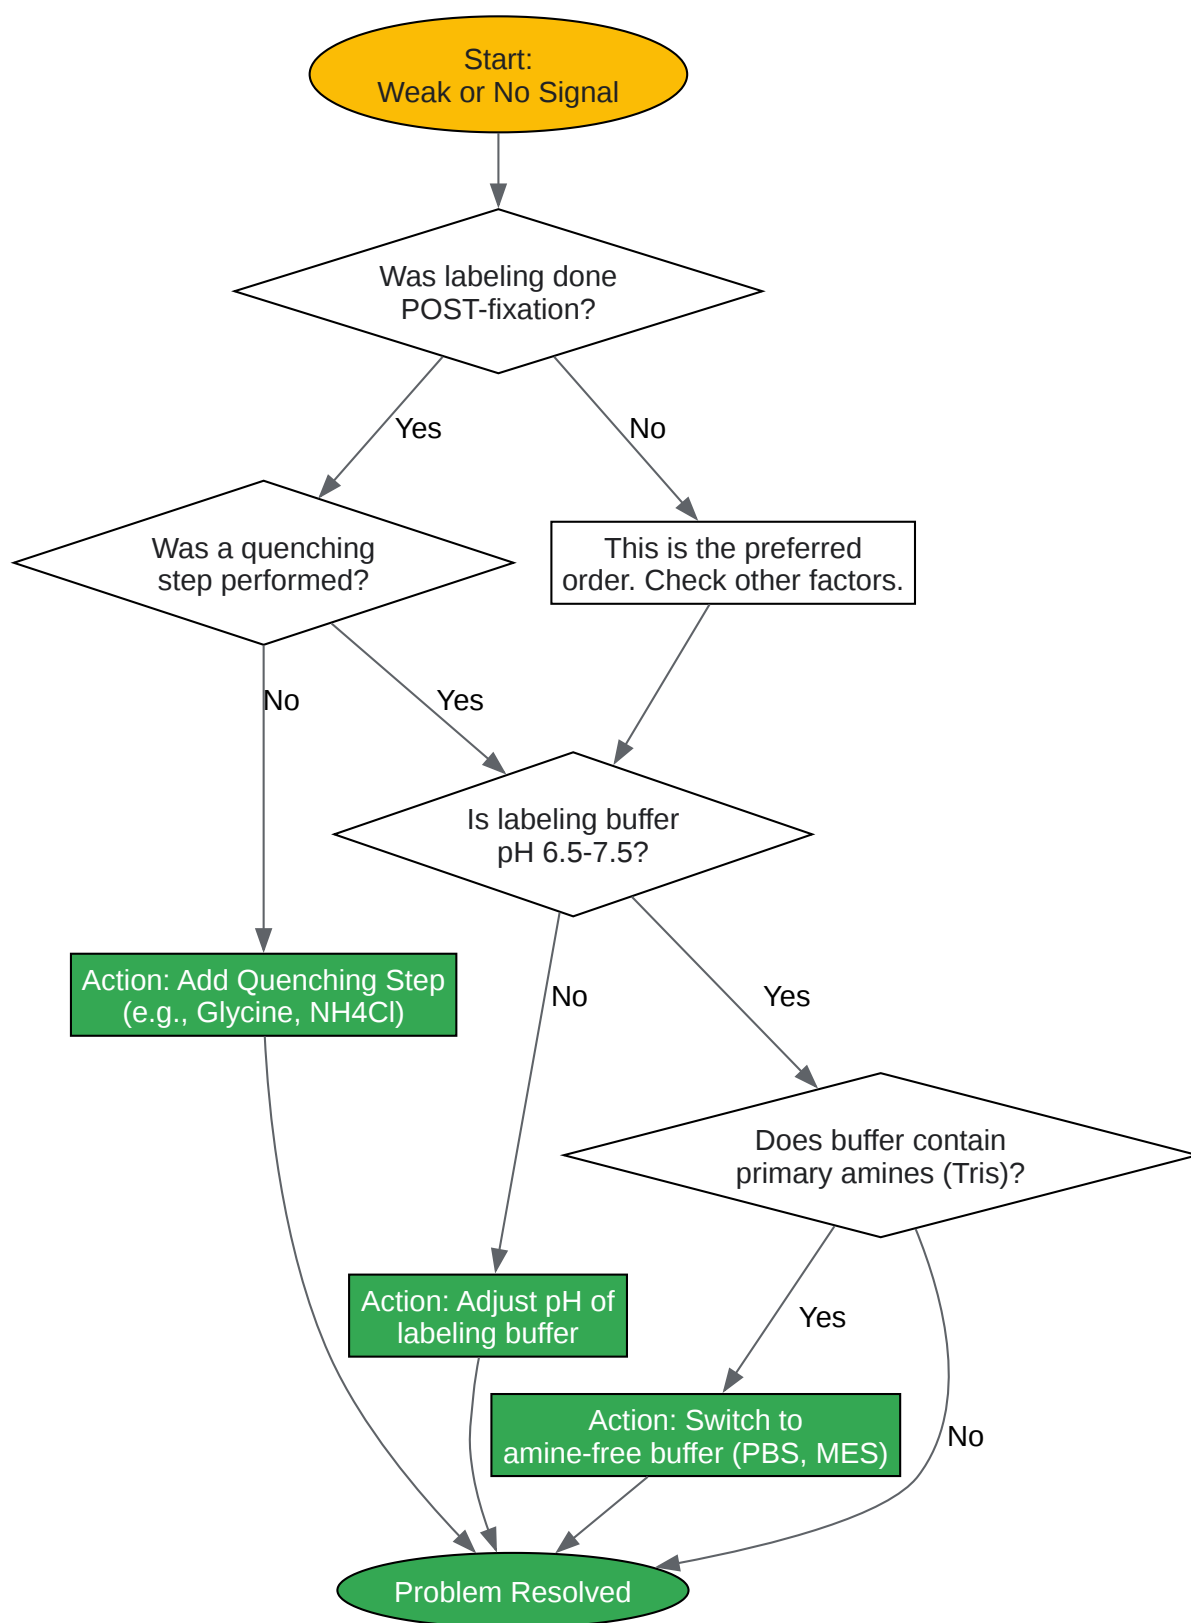 Start:
Weak or No Signal
Was labeling done
POST-fixation?
Yes
No
Was a quenching
step performed?
This is the preferred
order. Check other factors.
No
Yes
Is labeling buffer
pH 6.5-7.5?
Action: Add Quenching Step
(e.g., Glycine, NH4Cl)
No
Yes
Does buffer contain
primary amines (Tris)?
Action: Adjust pH of
labeling buffer
Yes
Action: Switch to
amine-free buffer (PBS, MES)
No
Problem Resolved